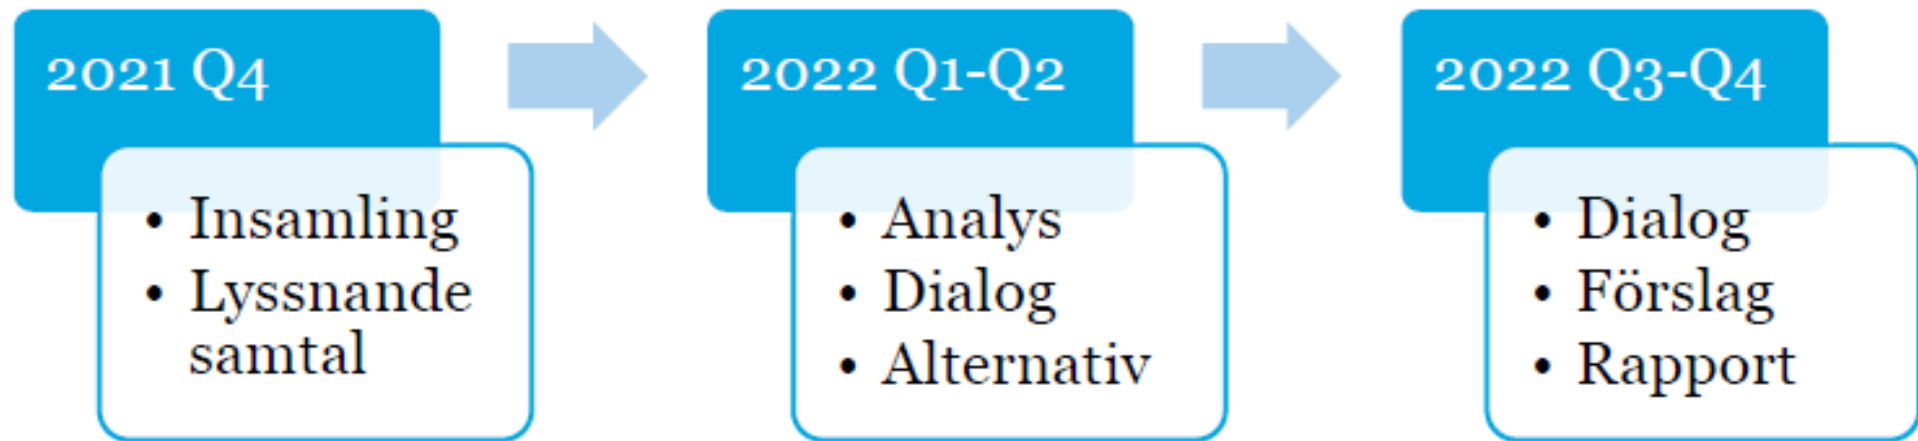 2021 Q4
• Insamling
• Lyssnande
samtal
2022 Q1-Q2
• Analys
• Dialog
• Alternativ
2022 Q3-Q4
• Dialog
• Förslag
• Rapport